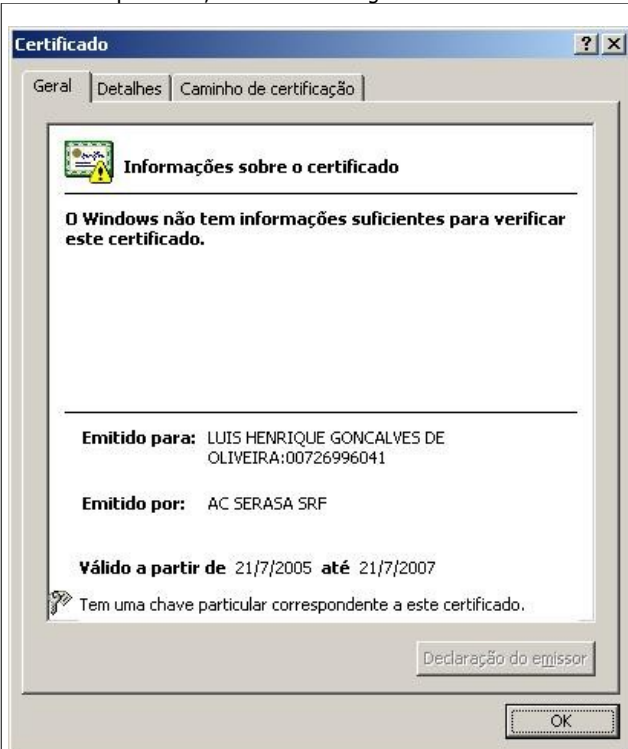 Certificado
Geral Detalhes Caminho de certificação
Informações sobre o certificado
O Windows não tem informações suficientes para verificar
este certificado.
Emitido para: LUIS HENRIQUE GONCALVES DE
OLIVEIRA:00726996041
Emitido por: AC SERASA SRF
Válido a partir de 21/7/2005 até 21/7/2007
Tem uma chave particular correspondente a este certificado.
Declaração do emissor
OK